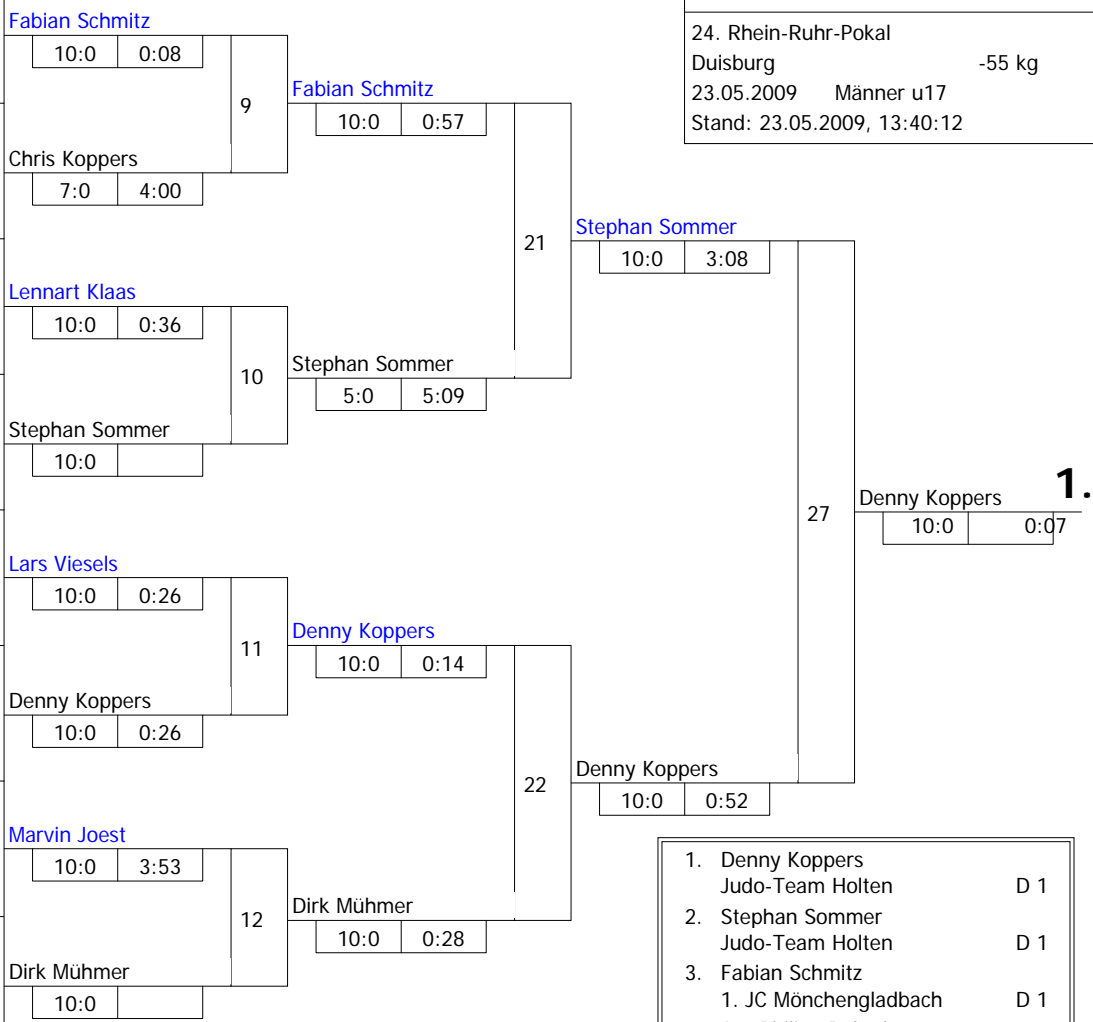 24. Rhein-Ruhr-Pokal
Duisburg -55 kg
23.05.2009 Männer u17
Stand: 23.05.2009, 13:40:12
Fabian Schmitz
10:0 0:08
9
Chris Koppers
7:0 4:00
Fabian Schmitz
10:0 0:57
21
Lennart Klaas
10:0 0:36
10
Stephan Sommer
10:0
Stephan Sommer
5:0 5:09
Stephan Sommer
10:0 3:08
27
Lars Viesels
10:0 0:26
11
Denny Koppers
10:0 0:26
Denny Koppers
10:0 0:14
22
Marvin Joest
10:0 3:53
12
Dirk Mühmer
10:0
Dirk Mühmer
10:0 0:28
Denny Koppers
10:0 0:52
Denny Koppers 1.
10:0 0:07
1. Denny Koppers
Judo-Team Holten D 1
2. Stephan Sommer
Judo-Team Holten D 1
3. Fabian Schmitz
1. JC Mönchengladbach D 1